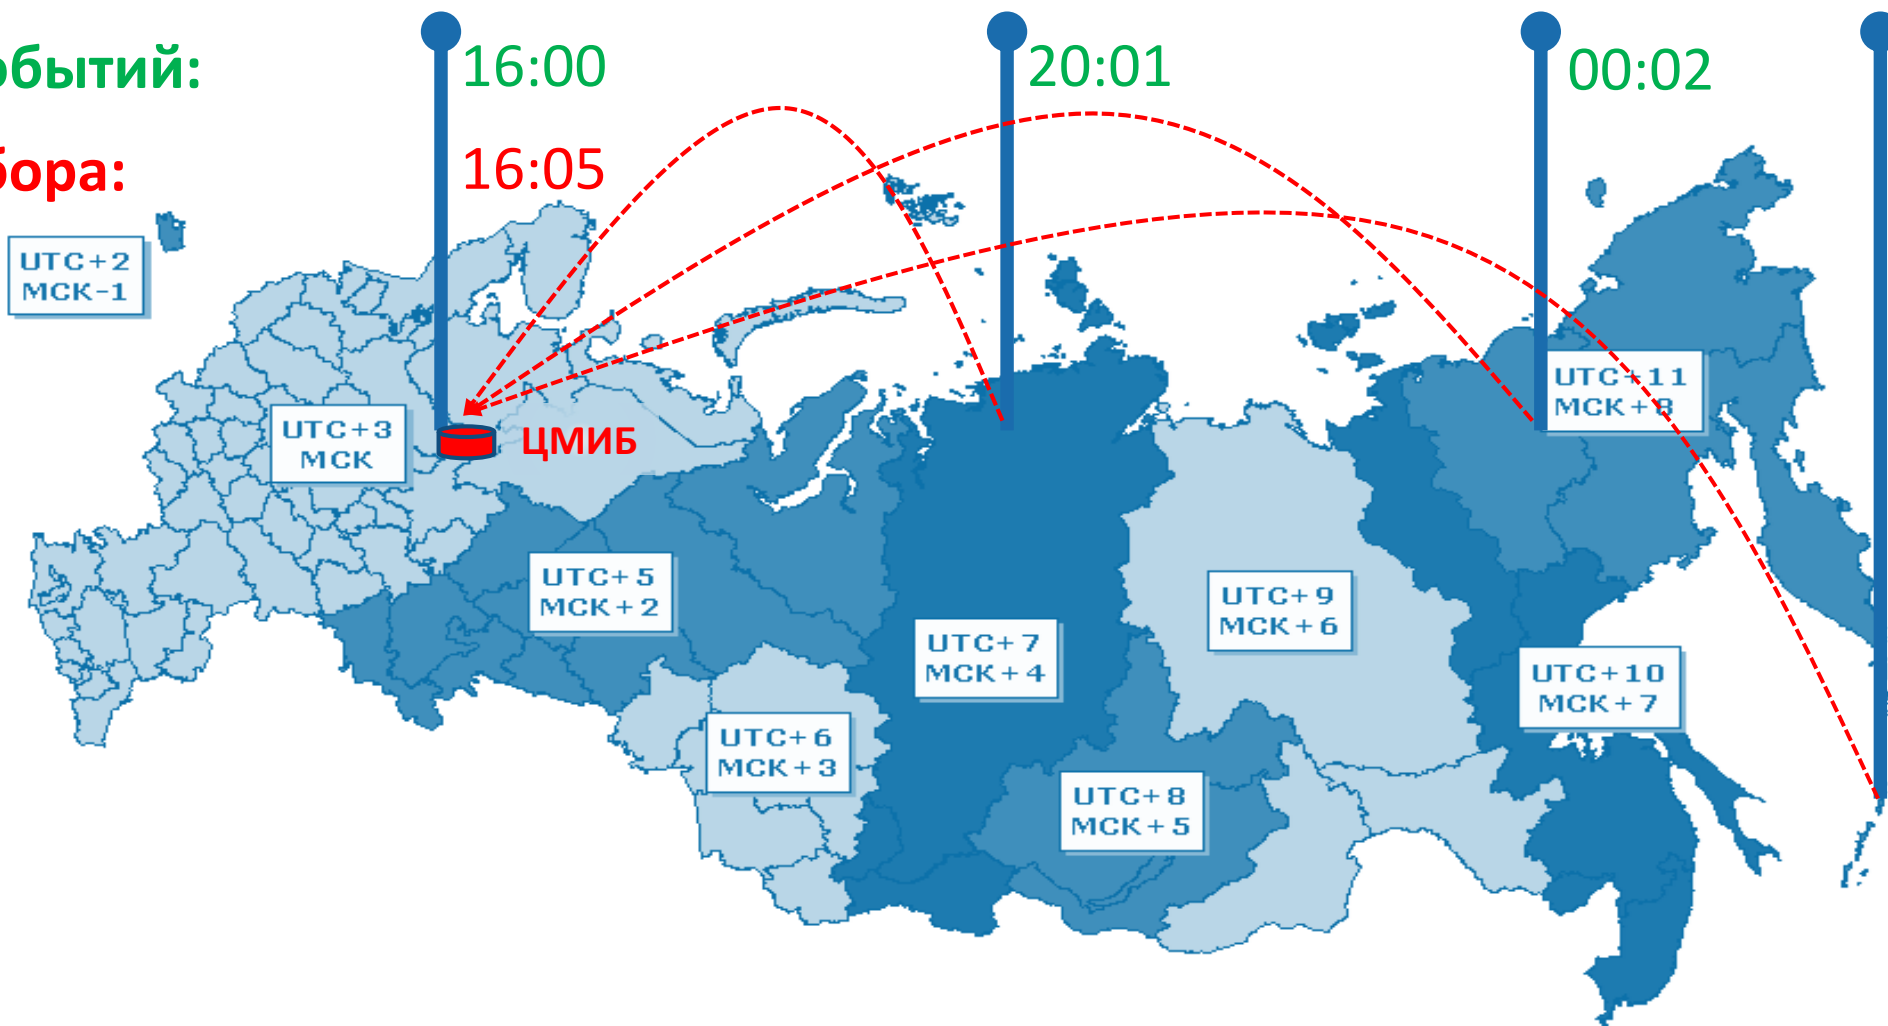 обытий:
16:00
20:01
00:02
бора:
16:05
UTC+2
МСК-1
UTC+11
МСК+8
UTC+3
МСК
ЦМИБ
UTC+5
МСК+2
UTC+9
МСК+6
UTC+7
МСК+4
UTC+10
МСК+7
UTC+6
МСК+3
UTC+8
МСК+5